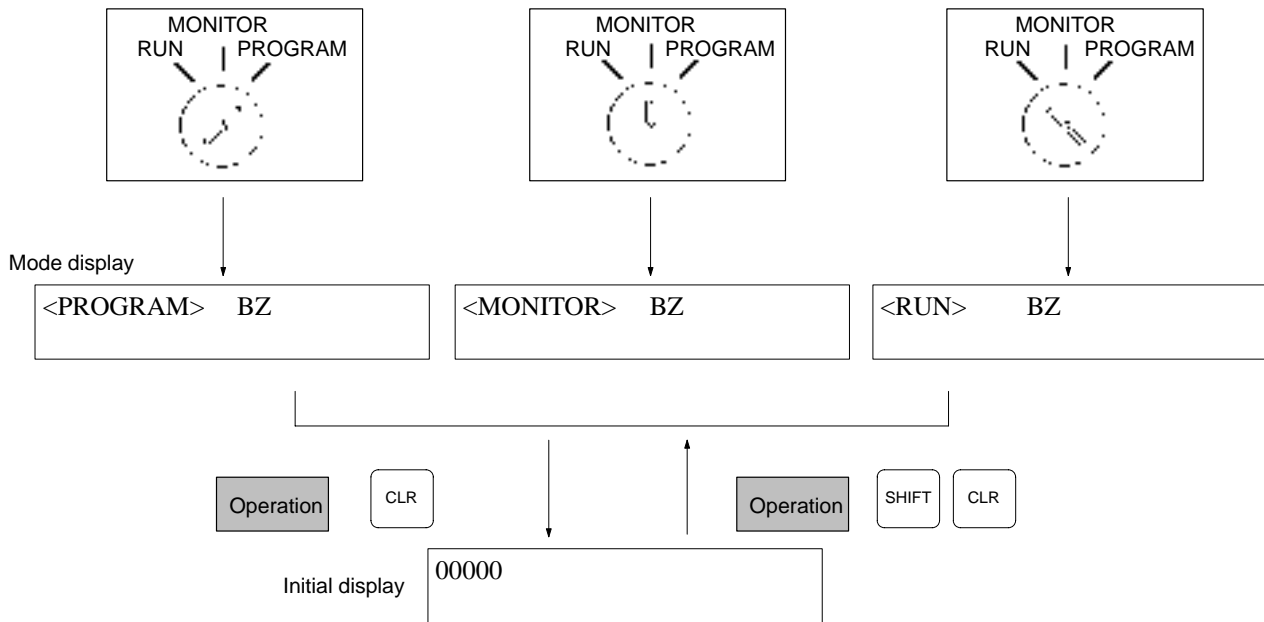 MONITOR
RUN PROGRAM
MONITOR
RUN PROGRAM
MONITOR
RUN PROGRAM
Mode display
<PROGRAM> BZ
<MONITOR> BZ
<RUN> BZ
Operation CLR
Operation SHIFT CLR
Initial display
00000